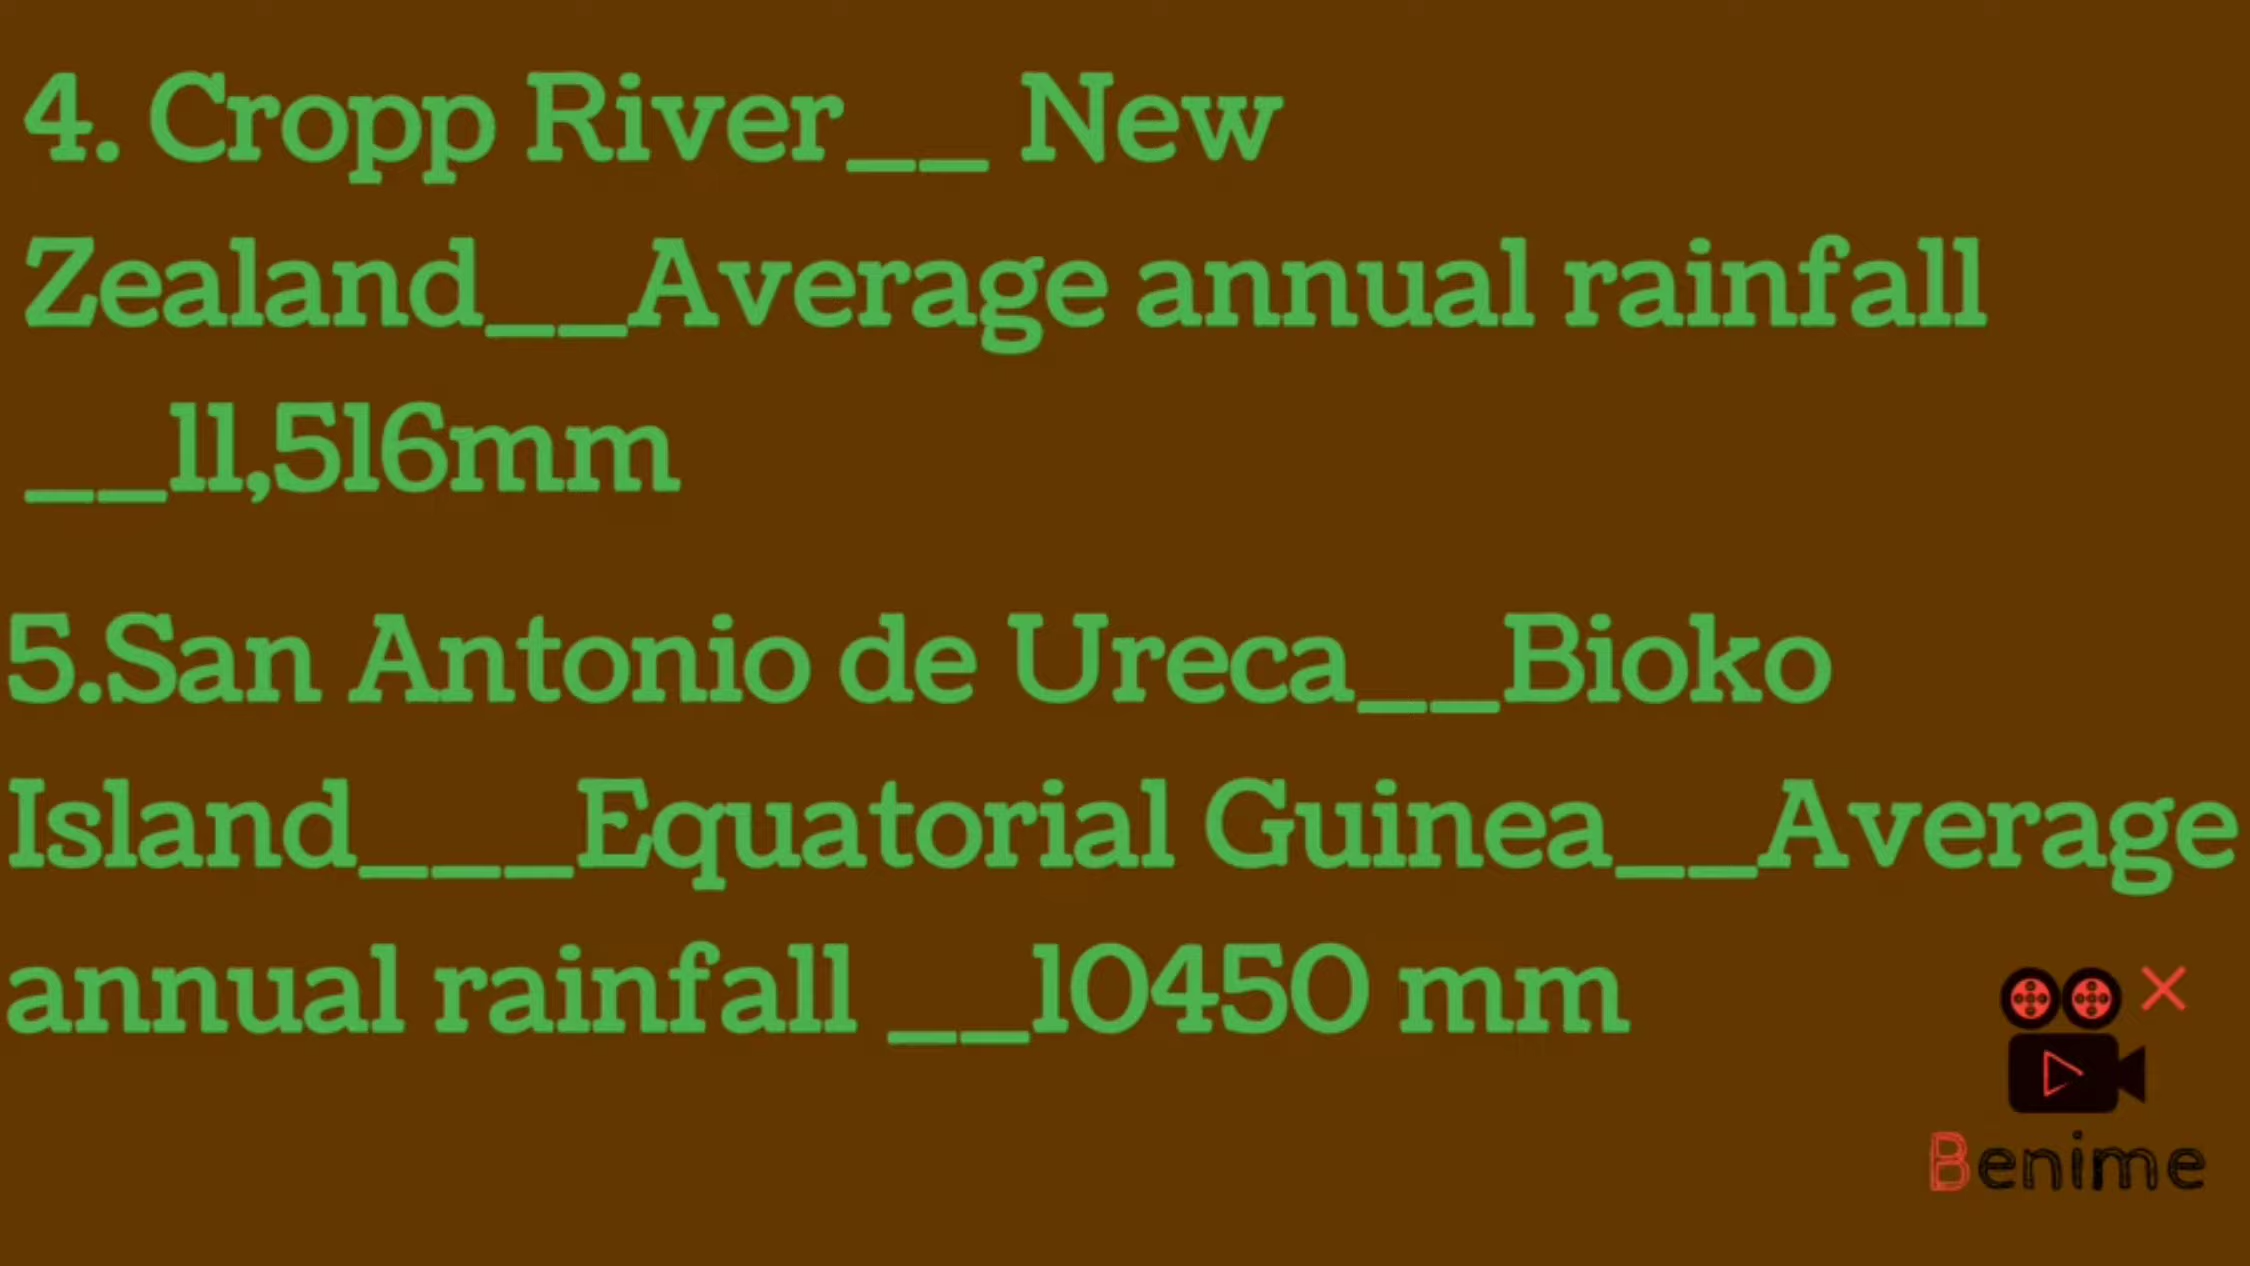 4. Cropp River__ New
Zealand__Average annual rainfall
__11,516mm
5.San Antonio de Ureca__Bioko
Island___Equatorial Guinea__Average
annual rainfall __10450 mm
Benime